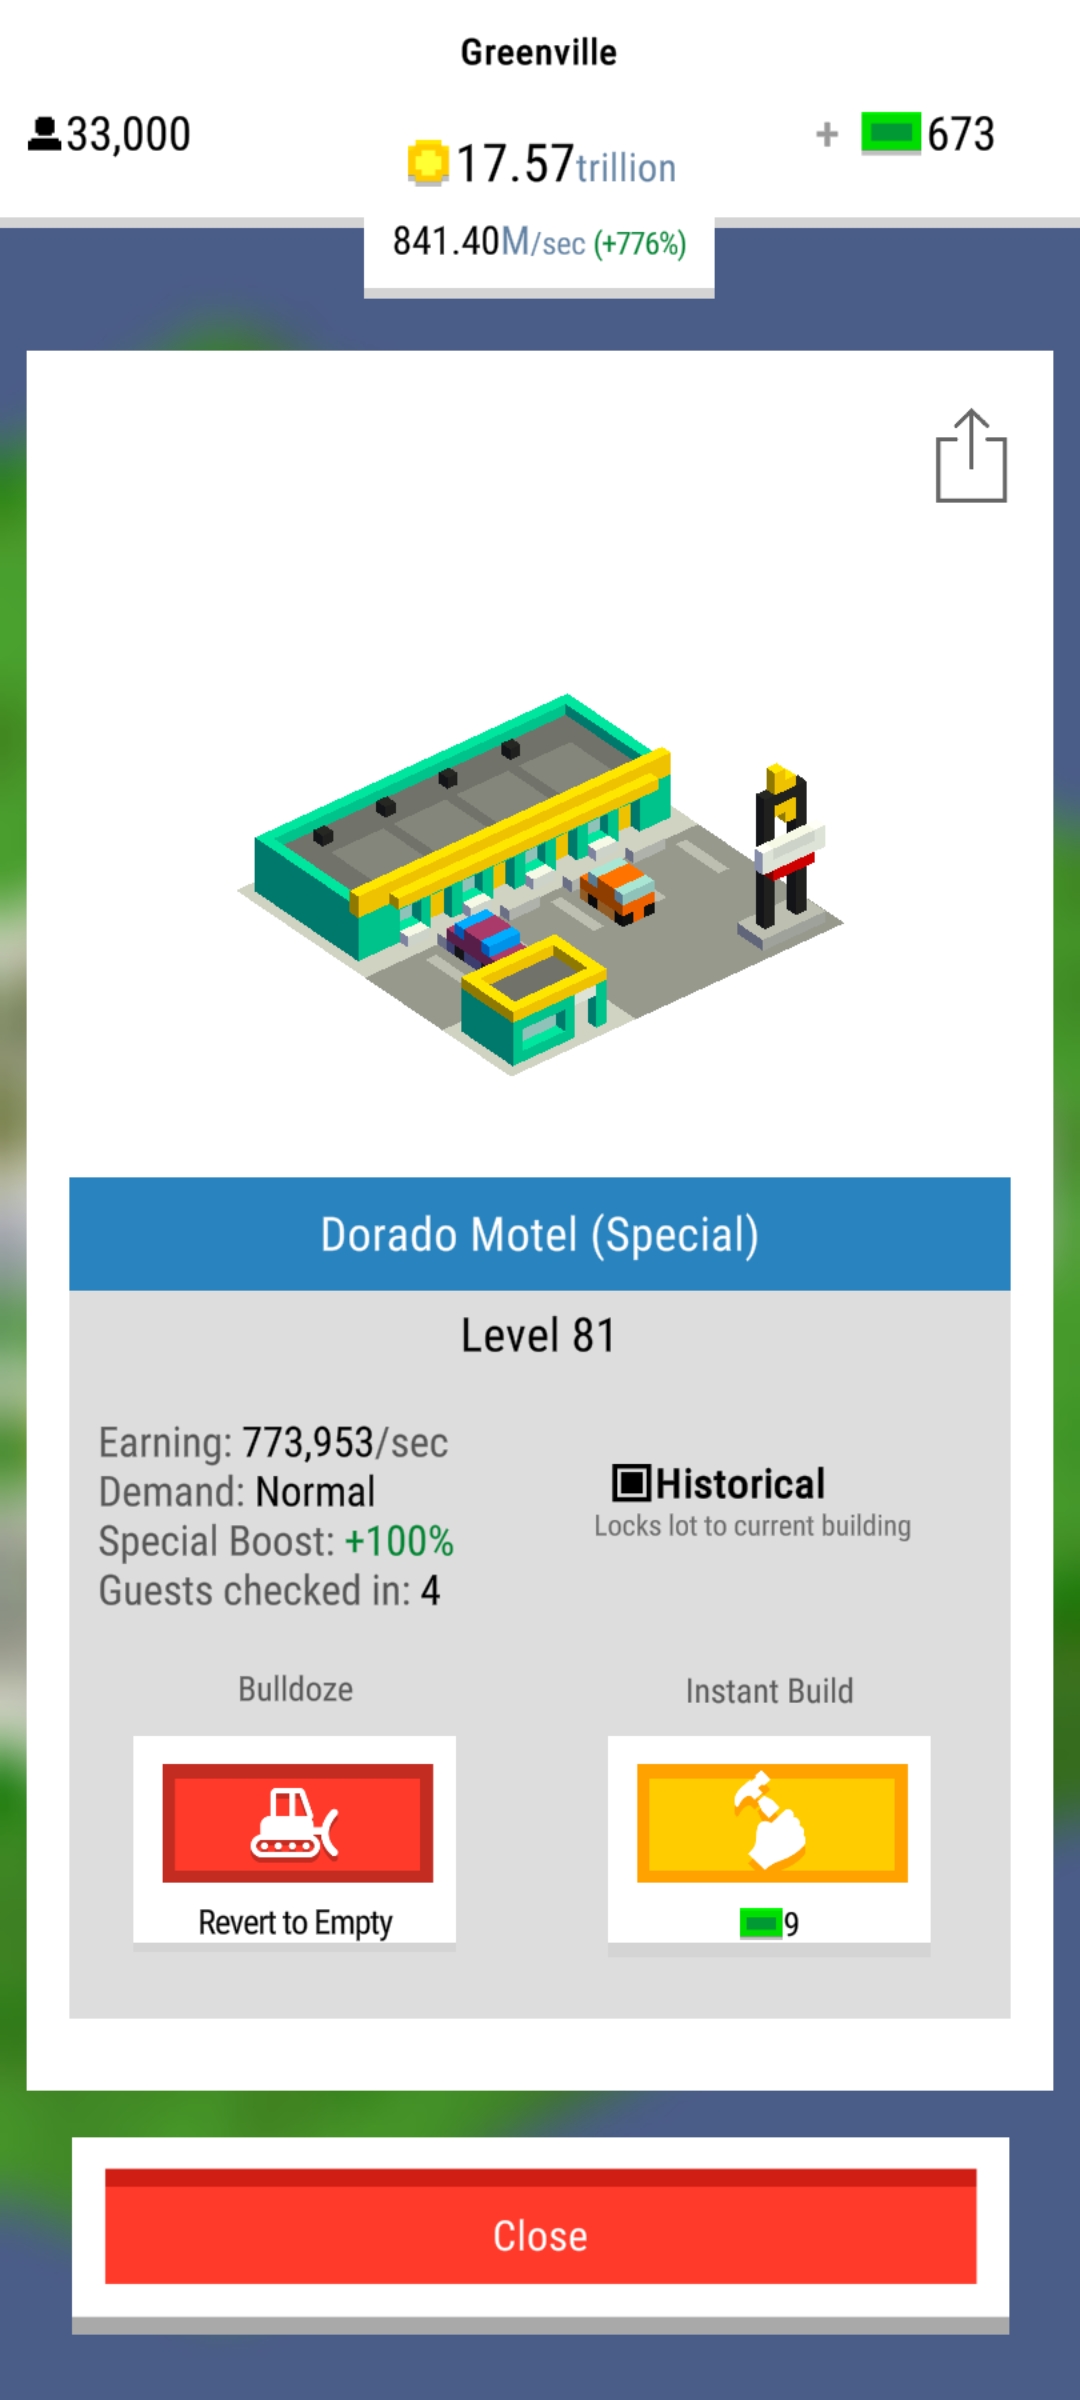 Greenville
33,000
17.57trillion
+ 673
841.40M/sec (+776%)
Dorado Motel (Special)
Level 81
Earning: 773,953/sec
Demand: Normal
Special Boost: +100%
Guests checked in: 4
Historical
Locks lot to current building
Bulldoze
Revert to Empty
Instant Build
9
Close